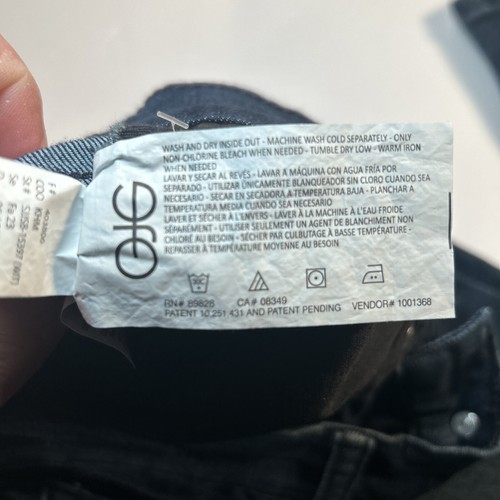 WASH AND DRY INSIDE OUT - MACHINE WASH COLD SEPARATELY - ONLY
NON-CHLORINE BLEACH WHEN NEEDED - TUMBLE DRY LOW - WARM IRON
WHEN NEEDED
LAVAR Y SECAR AL REVÉS - LAVAR A MÁQUINA CON AGUA FRÍA POR
SEPARADO - UTILIZAR ÚNICAMENTE BLANQUEADOR SIN CLORO CUANDO SEA
NECESARIO - SECAR EN SECADORA A TEMPERATURA BAJA - PLANCHAR A
TEMPERATURA MEDIA CUANDO SEA NECESARIO
LAVER ET SÉCHER À L'ENVERS - LAVER À LA MACHINE À L'EAU FROIDE
SÉPARÉMENT - UTILISER SEULEMENT UN AGENT DE BLANCHIMENT NON
CHLORÉ AU BESOIN - SÉCHER PAR CULBUTAGE À BASSE TEMPÉRATURE -
REPASSER À TEMPÉRATURE MOYENNE AU BESOIN
RN# 85828 CA# 08349 VENDOR# 1001368
PATENT 10,251,431 AND PATENT PENDING